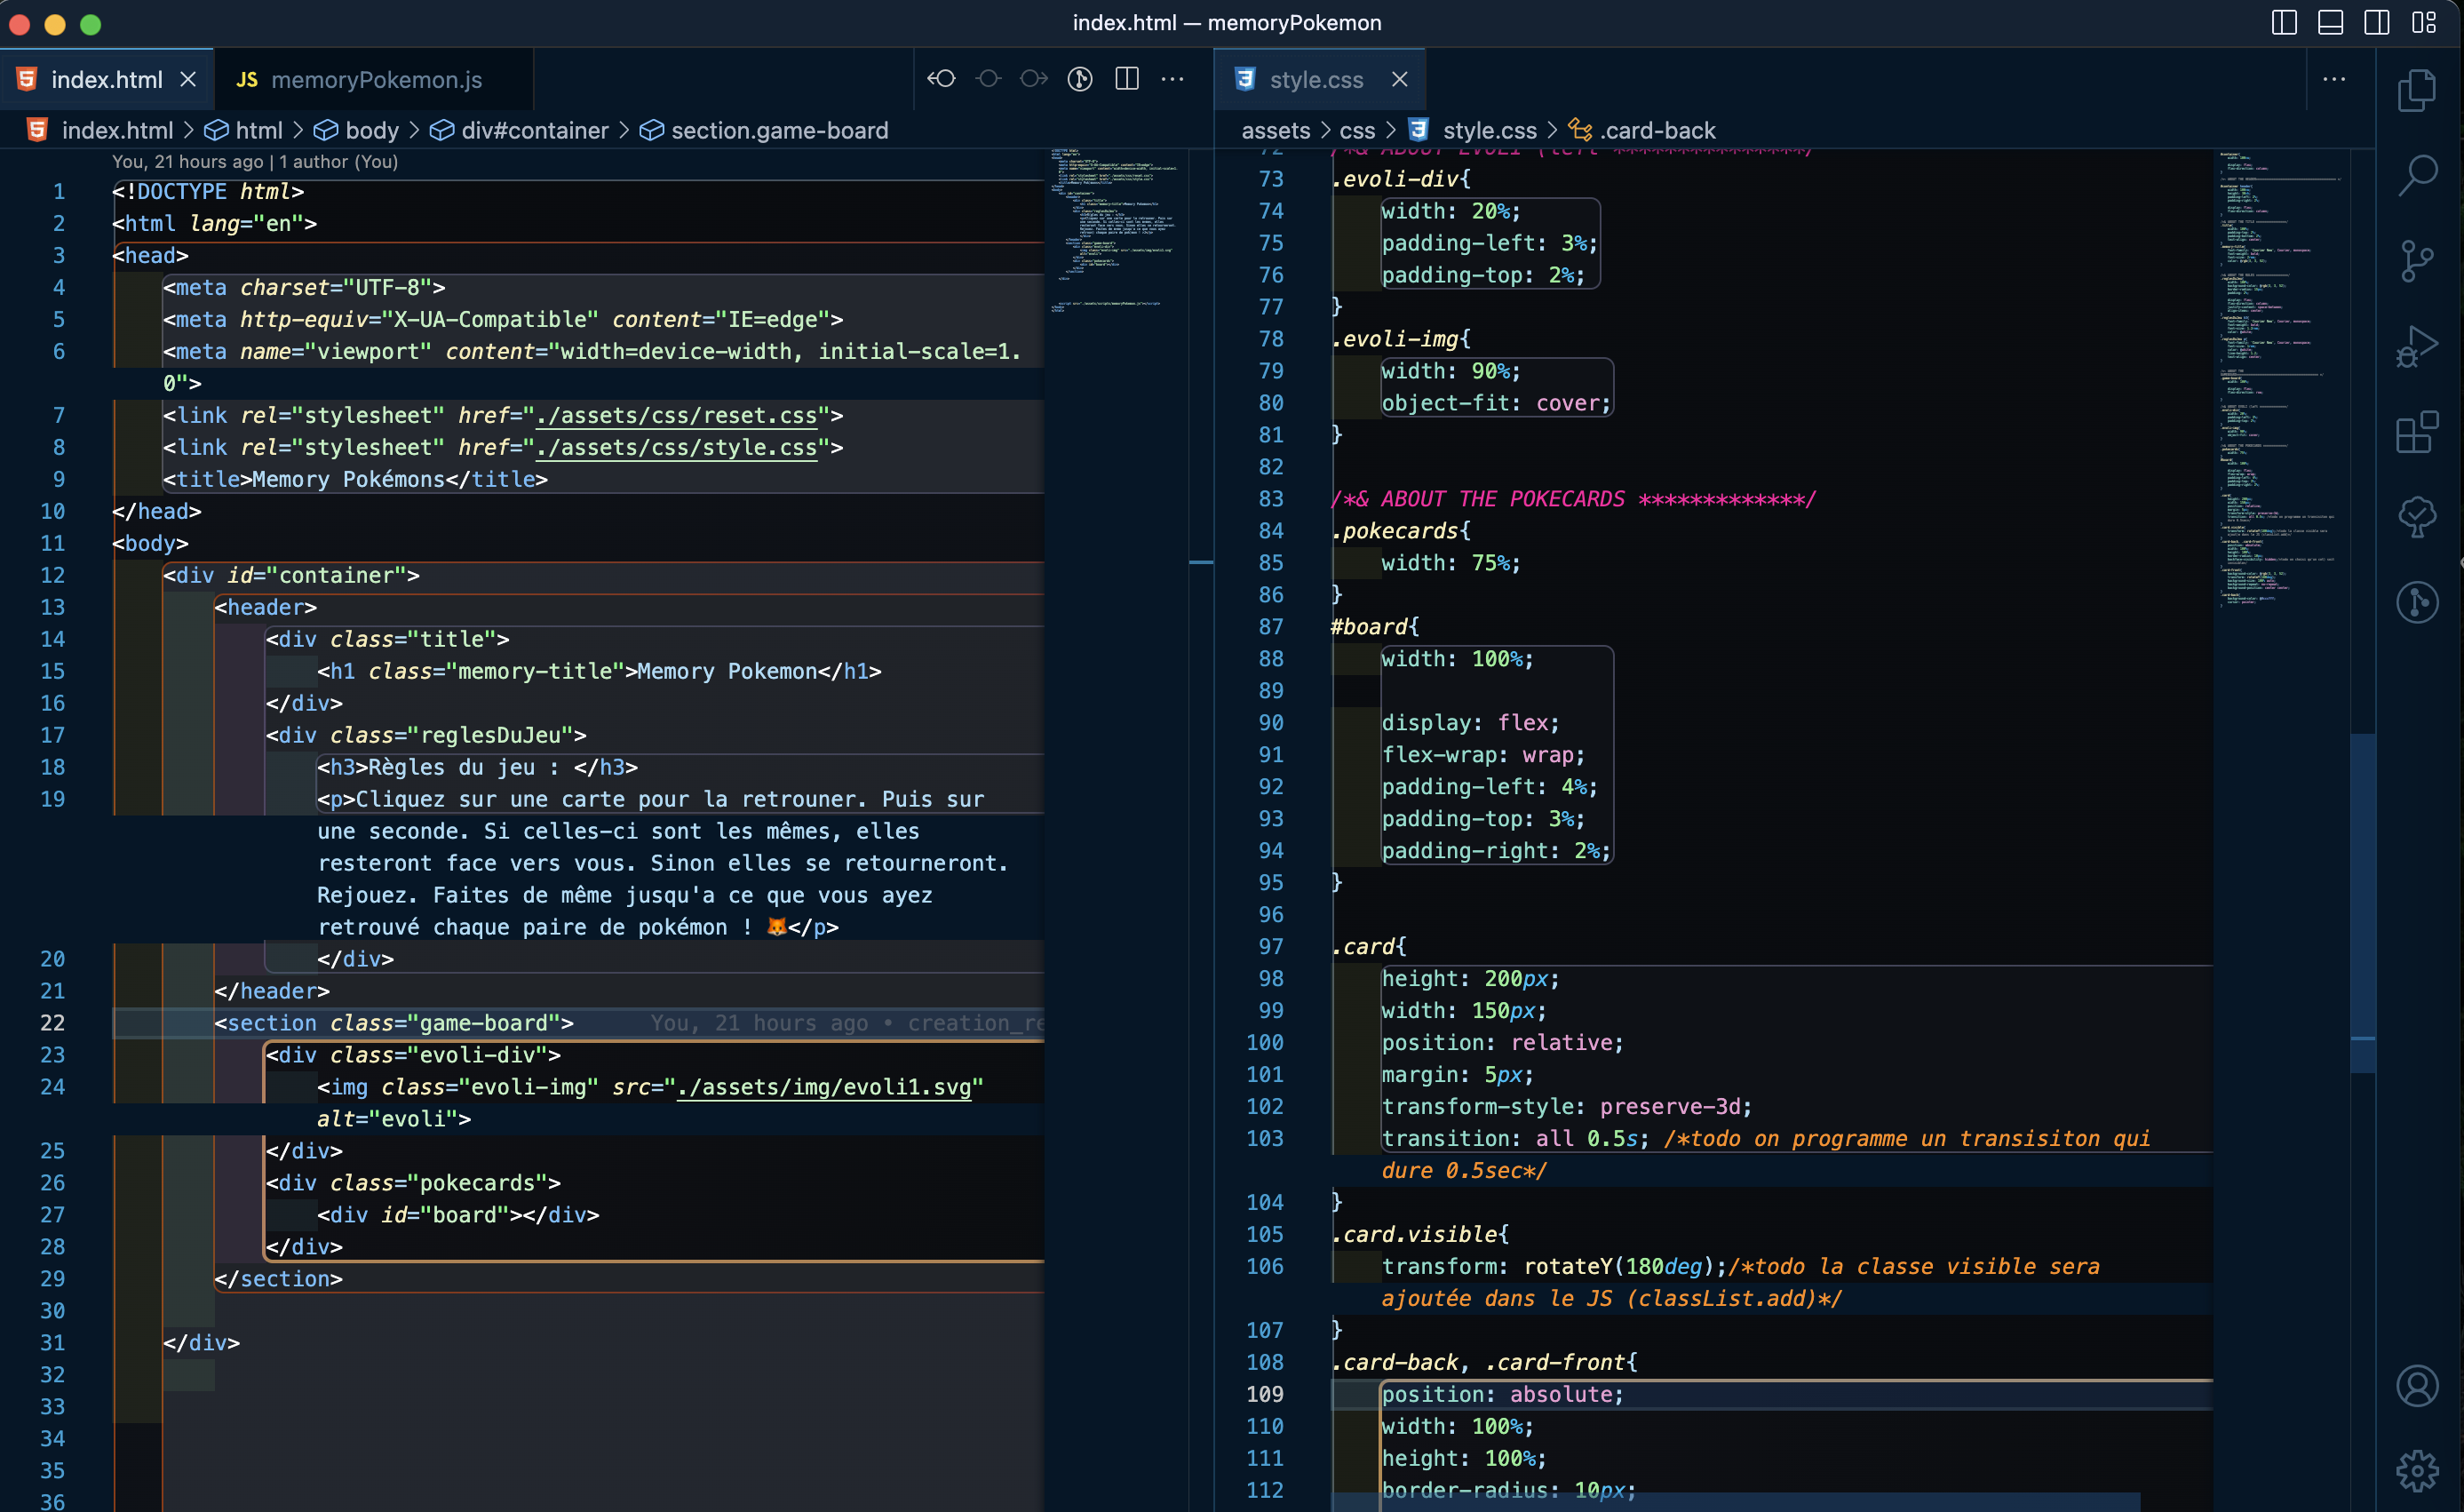 index.html — memoryPokemon
index.html
JS memoryPokemon.js
index.html > html > body > div#container > section.game-board
You, 21 hours ago | 1 author (You)
1 <!DOCTYPE html>
2 <html lang="en">
3 <head>
4 <meta charset="UTF-8">
5 <meta http-equiv="X-UA-Compatible" content="IE=edge">
6 <meta name="viewport" content="width=device-width, initial-scale=1.
0">
7 <link rel="stylesheet" href="./assets/css/reset.css">
8 <link rel="stylesheet" href="./assets/css/style.css">
9 <title>Memory Pokémons</title>
10 </head>
11 <body>
12 <div id="container">
13 <header>
14 <div class="title">
15 <h1 class="memory-title">Memory Pokemon</h1>
16 </div>
17 <div class="reglesDuJeu">
18 <h3>Règles du jeu : </h3>
19 <p>Cliquez sur une carte pour la retrouner. Puis sur
une seconde. Si celles-ci sont les mêmes, elles
resteront face vers vous. Sinon elles se retourneront.
Rejouez. Faites de même jusqu'a ce que vous ayez
retrouvé chaque paire de pokémon ! 🦊</p>
20 </div>
21 </header>
22 <section class="game-board"> You, 21 hours ago • creation_re
23 <div class="evoli-div">
24 <img class="evoli-img" src="./assets/img/evoli1.svg"
alt="evoli">
25 </div>
26 <div class="pokecards">
27 <div id="board"></div>
28 </div>
29 </section>
30
31 </div>
32
33
34
35
36
style.css
assets > css > style.css > .card-back
72 /*& ABOUT EVOLI (left ***************/
73 .evoli-div{
74 width: 20%;
75 padding-left: 3%;
76 padding-top: 2%;
77 }
78 .evoli-img{
79 width: 90%;
80 object-fit: cover;
81 }
82
83 /*& ABOUT THE POKECARDS *************/
84 .pokecards{
85 width: 75%;
86 }
87 #board{
88 width: 100%;
89
90 display: flex;
91 flex-wrap: wrap;
92 padding-left: 4%;
93 padding-top: 3%;
94 padding-right: 2%;
95 }
96
97 .card{
98 height: 200px;
99 width: 150px;
100 position: relative;
101 margin: 5px;
102 transform-style: preserve-3d;
103 transition: all 0.5s; /*todo on programme un transisiton qui
dure 0.5sec*/
104 }
105 .card.visible{
106 transform: rotateY(180deg);/*todo la classe visible sera
ajoutée dans le JS (classList.add)*/
107 }
108 .card-back, .card-front{
109 position: absolute;
110 width: 100%;
111 height: 100%;
112 border-radius: 10px;